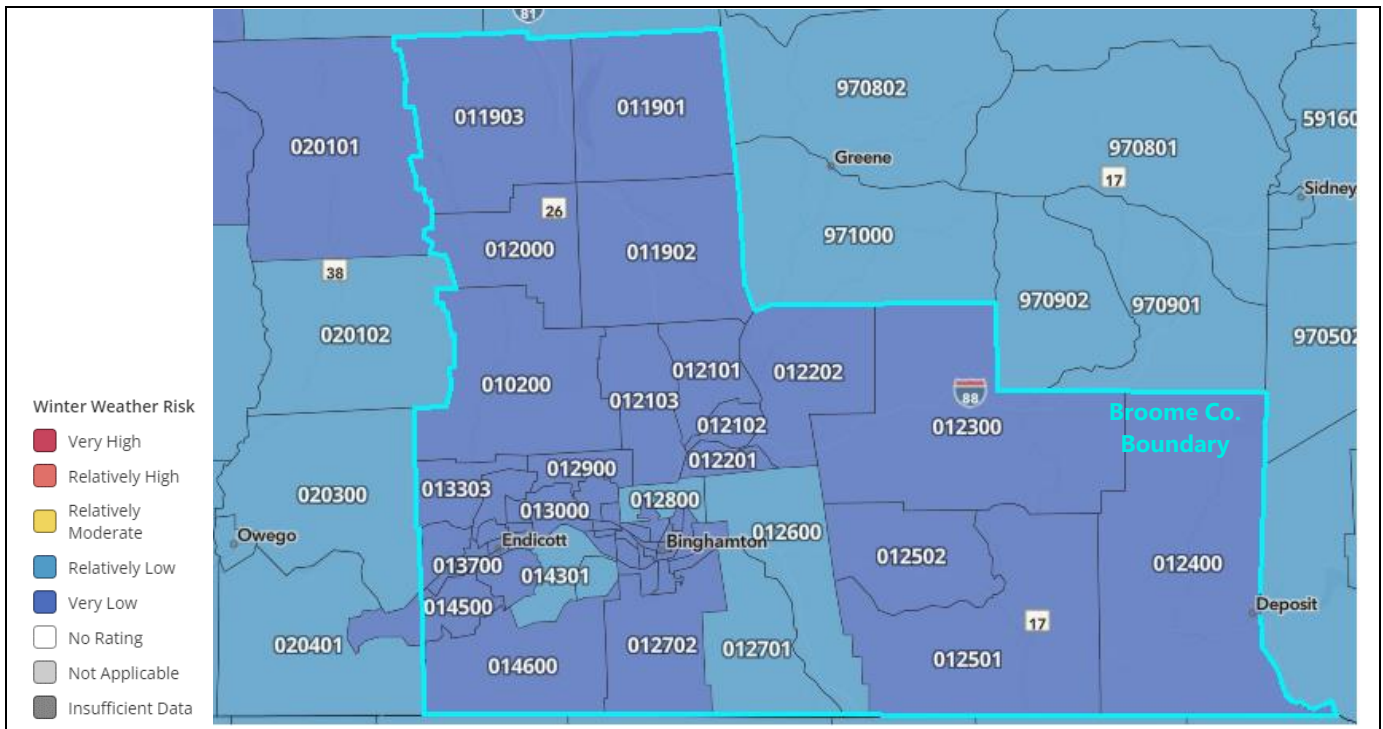 81
970802
011903
011901
59160
020101
970801
Greene
17
Sidney
26
971000
012000
011902
38
970902
970901
020102
970502
012101
012202
010200
88
012103
Winter Weather Risk
Broome Co.
Boundary
012102
012300
Very High
012201
012900
Relatively High
013303
020300
012800
013000
Relatively
Moderate
012600
Owego
Endicott
Binghamton
012502
013700
014301
012400
Relatively Low
014500
Deposit
Very Low
17
No Rating
020401
012702
012701
012501
014600
Not Applicable
Insufficient Data